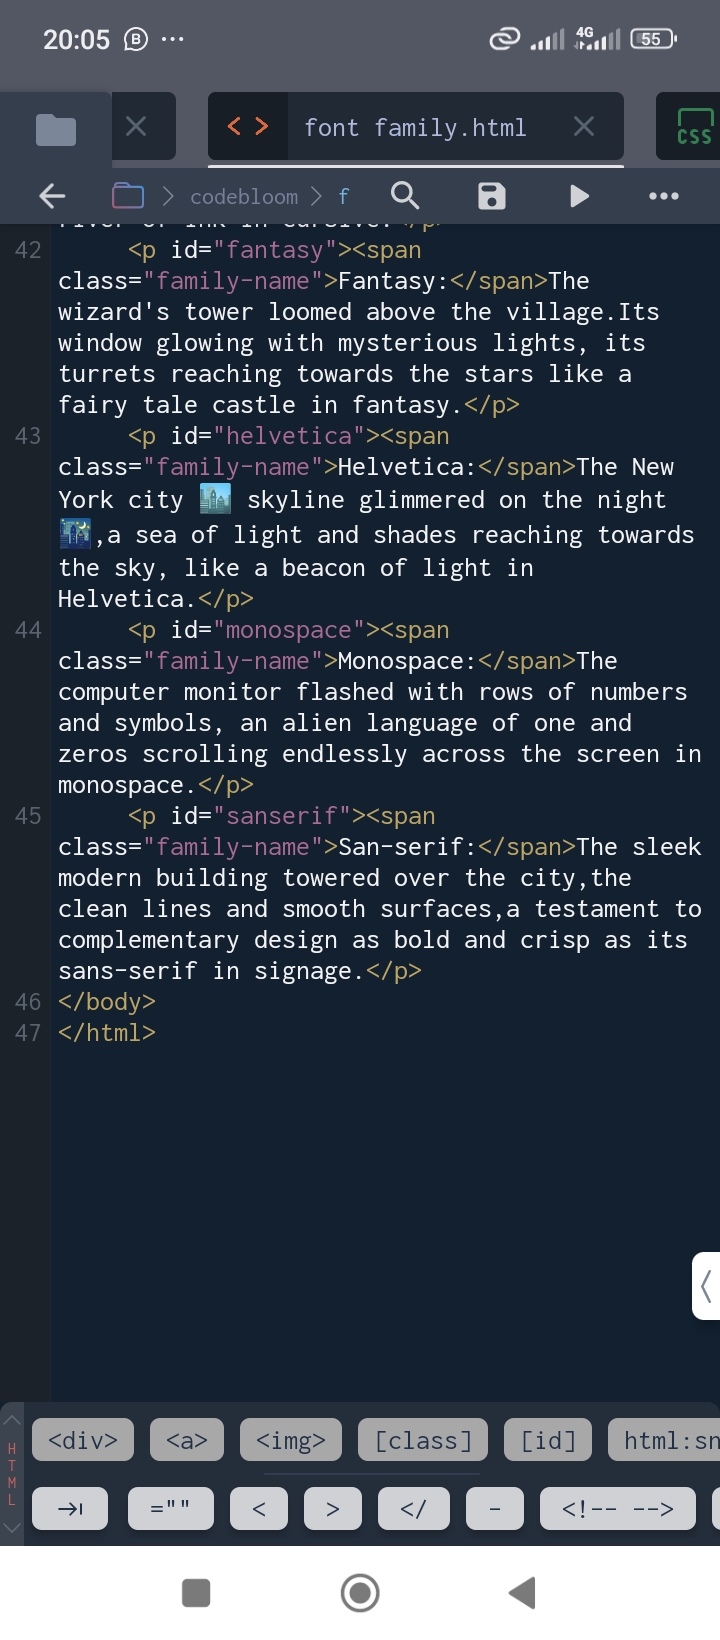 20:05 B ... 4G 55
< > font family.html × CSS
codebloom > f
river of ink in cursive.</p>
42 <p id="fantasy"><span
class="family-name">Fantasy:</span>The
wizard's tower loomed above the village.Its
window glowing with mysterious lights, its
turrets reaching towards the stars like a
fairy tale castle in fantasy.</p>
43 <p id="helvetica"><span
class="family-name">Helvetica:</span>The New
York city 🏙️ skyline glimmered on the night
🌃,a sea of light and shades reaching towards
the sky, like a beacon of light in
Helvetica.</p>
44 <p id="monospace"><span
class="family-name">Monospace:</span>The
computer monitor flashed with rows of numbers
and symbols, an alien language of one and
zeros scrolling endlessly across the screen in
monospace.</p>
45 <p id="sanserif"><span
class="family-name">San-serif:</span>The sleek
modern building towered over the city,the
clean lines and smooth surfaces,a testament to
complementary design as bold and crisp as its
sans-serif in signage.</p>
46 </body>
47 </html>
HTML
<div> <a> <img> [class] [id] html:sn
="" < > </ - <!-- -->